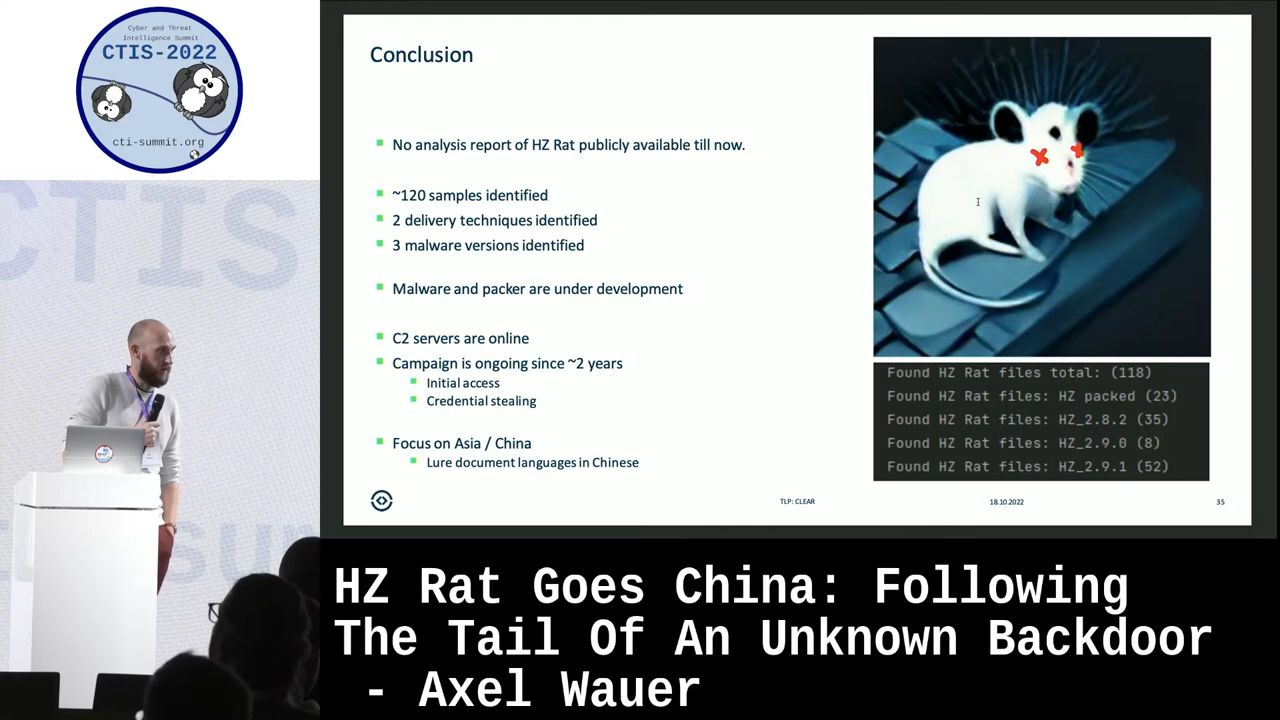 Cyber and Threat
Intelligence Summit
CTIS-2022
cti-summit.org
CTIS
Conclusion
No analysis report of HZ Rat publicly available till now.
~120 samples identified
2 delivery techniques identified
3 malware versions identified
Malware and packer are under development
C2 servers are online
Campaign is ongoing since ~2 years
Initial access
Credential stealing
Focus on Asia / China
Lure document languages in Chinese
Found HZ Rat files total: (118)
Found HZ Rat files: HZ packed (23)
Found HZ Rat files: HZ_2.8.2 (35)
Found HZ Rat files: HZ_2.9.0 (8)
Found HZ Rat files: HZ_2.9.1 (52)
TLP: CLEAR
18.10.2022
35
HZ Rat Goes China: Following
The Tail Of An Unknown Backdoor
- Axel Wauer